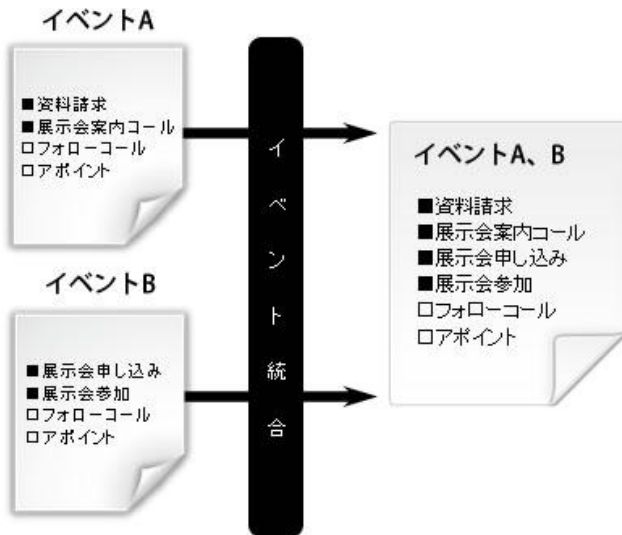 イベントA
■資料請求
■展示会案内コール
□フォローコール
□アポイント
イベントB
■展示会申し込み
■展示会参加
□フォローコール
□アポイント
イベント統合
イベントA、B
■資料請求
■展示会案内コール
■展示会申し込み
■展示会参加
□フォローコール
□アポイント